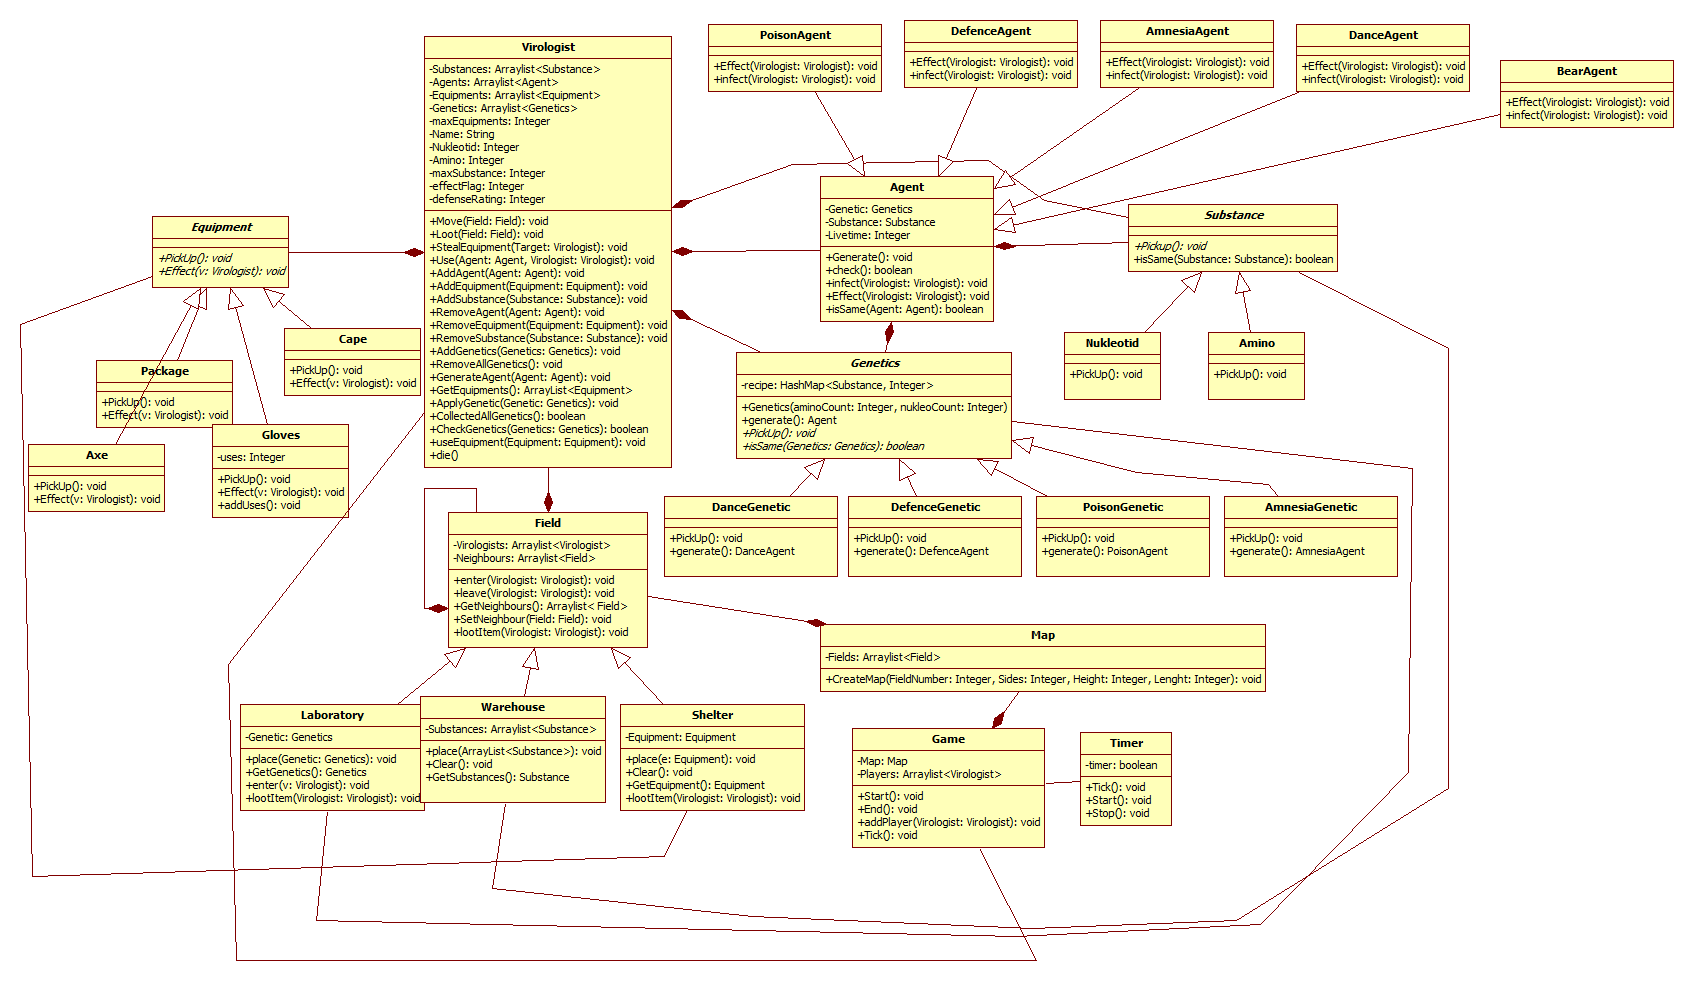 PoisonAgent
+Effect(Virologist: Virologist): void
+infect(Virologist: Virologist): void
DefenceAgent
+Effect(Virologist: Virologist): void
+infect(Virologist: Virologist): void
AmnesiaAgent
+Effect(Virologist: Virologist): void
+infect(Virologist: Virologist): void
DanceAgent
+Effect(Virologist: Virologist): void
+infect(Virologist: Virologist): void
BearAgent
+Effect(Virologist: Virologist): void
+infect(Virologist: Virologist): void
Virologist
-Substances: Arraylist<Substance>
-Agents: Arraylist<Agent>
-Equipments: Arraylist<Equipment>
-Genetics: Arraylist<Genetics>
-maxEquipments: Integer
-Name: String
-Nukleotid: Integer
-Amino: Integer
-maxSubstance: Integer
-effectFlag: Integer
-defenseRating: Integer
+Move(Field: Field): void
+Loot(Field: Field): void
+StealEquipment(Target: Virologist): void
+Use(Agent: Agent, Virologist: Virologist): void
+AddAgent(Agent: Agent): void
+AddEquipment(Equipment: Equipment): void
+AddSubstance(Substance: Substance): void
+RemoveAgent(Agent: Agent): void
+RemoveEquipment(Equipment: Equipment): void
+RemoveSubstance(Substance: Substance): void
+AddGenetics(Genetics: Genetics): void
+RemoveAllGenetics(): void
+GenerateAgent(Agent: Agent): void
+GetEquipments(): ArrayList<Equipment>
+ApplyGenetic(Genetic: Genetics): void
+CollectedAllGenetics(): boolean
+CheckGenetics(Genetics: Genetics): boolean
+useEquipment(Equipment: Equipment): void
+die()
Agent
-Genetic: Genetics
-Substance: Substance
-Livetime: Integer
+Generate(): void
+check(): boolean
+infect(Virologist: Virologist): void
+Effect(Virologist: Virologist): void
+isSame(Agent: Agent): boolean
Substance
+Pickup(): void
+isSame(Substance: Substance): boolean
Equipment
+PickUp(): void
+Effect(v: Virologist): void
Cape
+PickUp(): void
+Effect(v: Virologist): void
Package
+PickUp(): void
+Effect(v: Virologist): void
Axe
+PickUp(): void
+Effect(v: Virologist): void
Gloves
-uses: Integer
+PickUp(): void
+Effect(v: Virologist): void
+addUses(): void
Nukleotid
+PickUp(): void
Amino
+PickUp(): void
Genetics
-recipe: HashMap<Substance, Integer>
+Genetics(aminoCount: Integer, nukleoCount: Integer)
+generate(): Agent
+PickUp(): void
+isSame(Genetics: Genetics): boolean
DanceGenetic
+PickUp(): void
+generate(): DanceAgent
DefenceGenetic
+PickUp(): void
+generate(): DefenceAgent
PoisonGenetic
+PickUp(): void
+generate(): PoisonAgent
AmnesiaGenetic
+PickUp(): void
+generate(): AmnesiaAgent
Field
-Virologists: Arraylist<Virologist>
-Neighbours: Arraylist<Field>
+enter(Virologist: Virologist): void
+leave(Virologist: Virologist): void
+GetNeighbours(): Arraylist< Field>
+SetNeighbour(Field: Field): void
+lootItem(Virologist: Virologist): void
Map
-Fields: Arraylist<Field>
+CreateMap(FieldNumber: Integer, Sides: Integer, Height: Integer, Lenght: Integer): void
Laboratory
-Genetic: Genetics
+place(Genetic: Genetics): void
+GetGenetics(): Genetics
+enter(v: Virologist): void
+lootItem(Virologist: Virologist): void
Warehouse
-Substances: Arraylist<Substance>
+place(ArrayList<Substance>): void
+Clear(): void
+GetSubstances(): Substance
Shelter
-Equipment: Equipment
+place(e: Equipment): void
+Clear(): void
+GetEquipment(): Equipment
+lootItem(Virologist: Virologist): void
Game
-Map: Map
-Players: Arraylist<Virologist>
+Start(): void
+End(): void
+addPlayer(Virologist: Virologist): void
+Tick(): void
Timer
-timer: boolean
+Tick(): void
+Start(): void
+Stop(): void